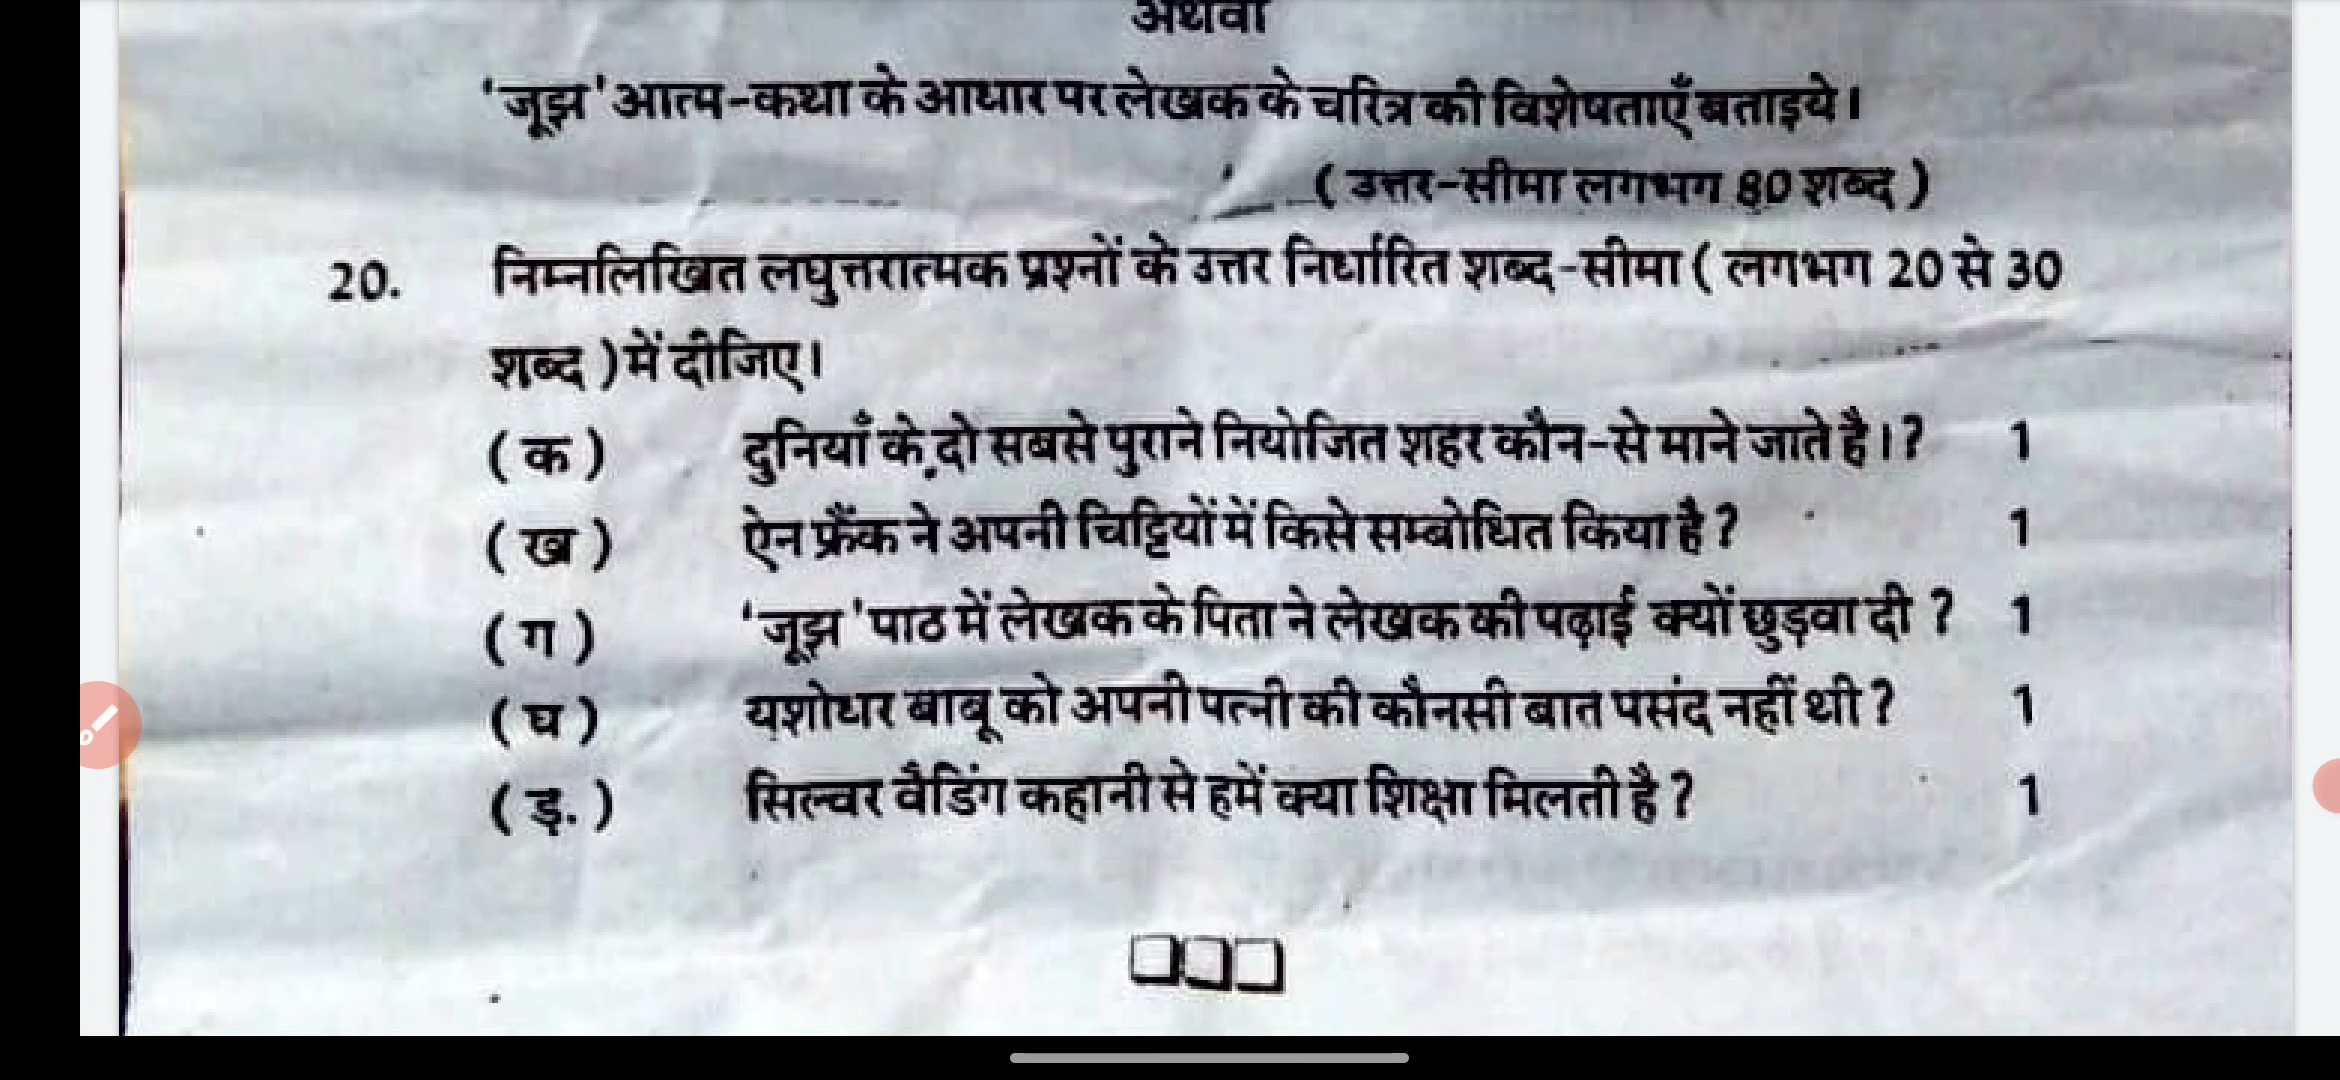 अथवा
'जूझ' आत्म-कथा के आधार पर लेखक के चरित्र की विशेषताएँ बताइये।
( उत्तर-सीमा लगभग 80 शब्द )
20. निम्नलिखित लघुत्तरात्मक प्रश्नों के उत्तर निर्धारित शब्द-सीमा ( लगभग 20 से 30
शब्द ) में दीजिए।
( क ) दुनियाँ के दो सबसे पुराने नियोजित शहर कौन-से माने जाते है।? 1
( ख ) ऐन फ्रैंक ने अपनी चिट्टियों में किसे सम्बोधित किया है ? 1
( ग ) 'जूझ' पाठ में लेखक के पिता ने लेखक की पढ़ाई क्यों छुड़वा दी ? 1
( घ ) यशोधर बाबू को अपनी पत्नी की कौनसी बात पसंद नहीं थी ? 1
( ड़. ) सिल्वर वैडिंग कहानी से हमें क्या शिक्षा मिलती है ? 1